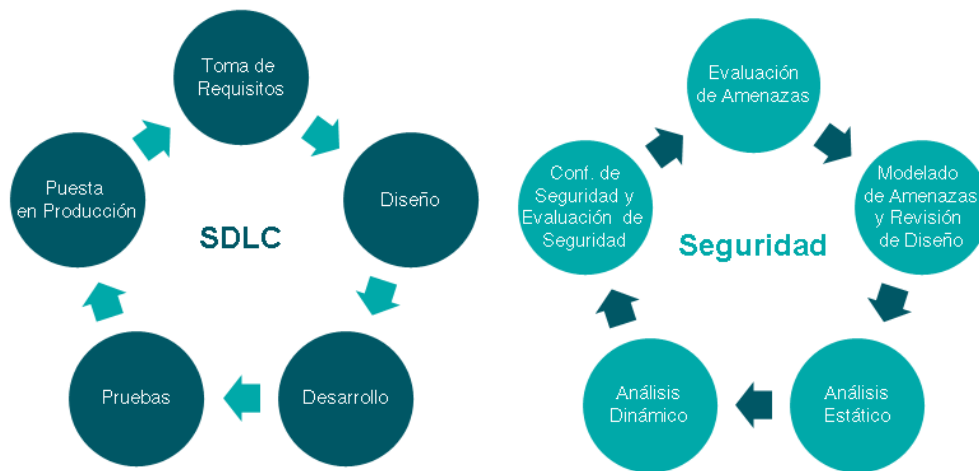 Toma de
Requisitos
Diseño
Desarrollo
Pruebas
Puesta
en Producción
SDLC
Evaluación
de Amenazas
Modelado
de Amenazas
y Revisión
de Diseño
Análisis
Estático
Análisis
Dinámico
Conf. de
Seguridad y
Evaluación de
Seguridad
Seguridad